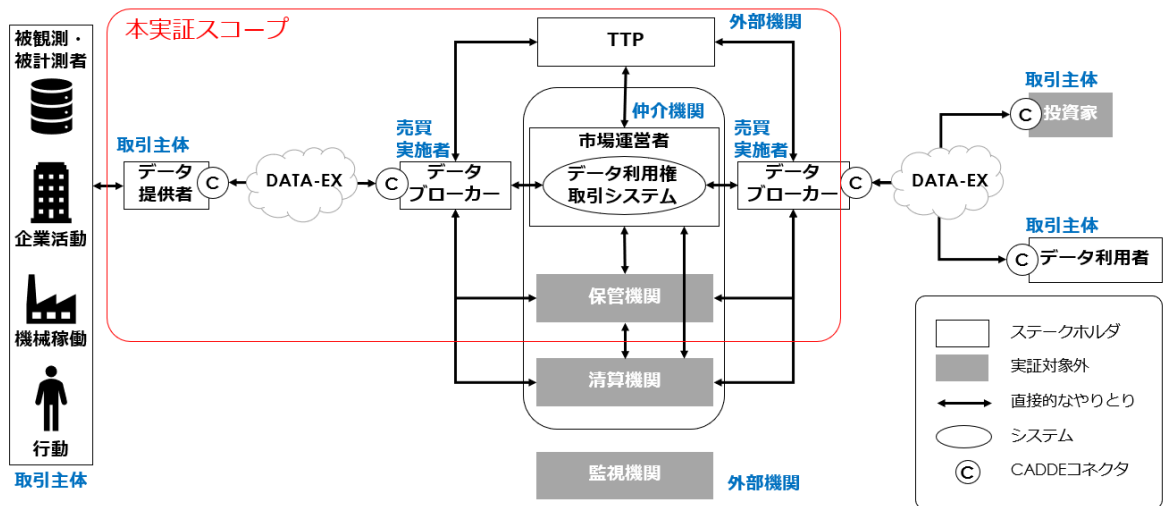 被観測・
被計測者
企業活動
機械稼働
行動
取引主体
本実証スコープ
取引主体
データ
提供者
C
DATA-EX
売買
実施者
C
データ
ブローカー
外部機関
TTP
仲介機関
市場運営者
データ利用権
取引システム
保管機関
清算機関
監視機関
外部機関
売買
実施者
データ
ブローカー
C
DATA-EX
取引主体
C
投資家
取引主体
C
データ利用者
ステークホルダ
実証対象外
直接的なやりとり
システム
C
CADDEコネクタ